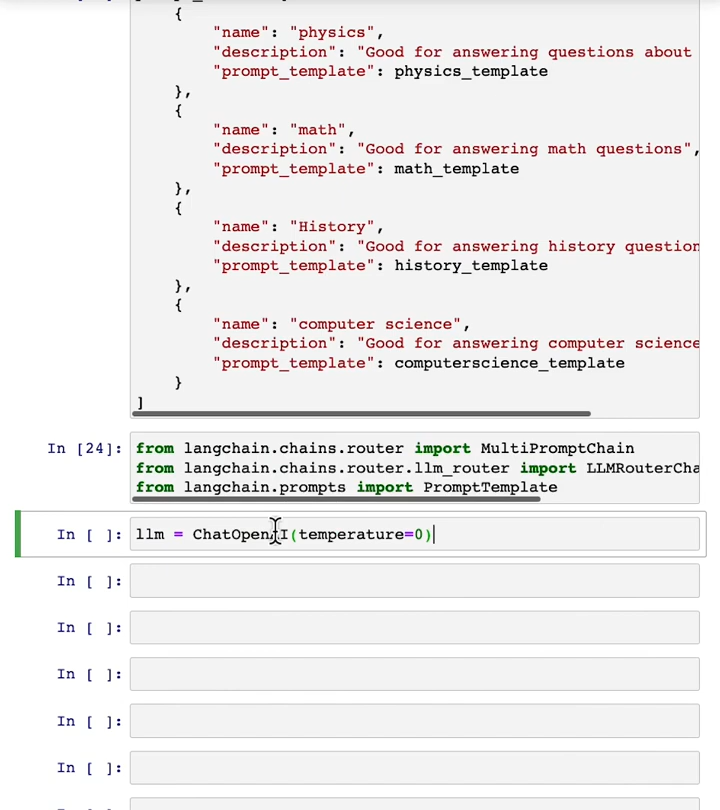 {
"name": "physics",
"description": "Good for answering questions about
"prompt_template": physics_template
},
{
"name": "math",
"description": "Good for answering math questions",
"prompt_template": math_template
},
{
"name": "History",
"description": "Good for answering history question
"prompt_template": history_template
},
{
"name": "computer science",
"description": "Good for answering computer science
"prompt_template": computerscience_template
}
]
In [24]: from langchain.chains.router import MultiPromptChain
from langchain.chains.router.llm_router import LLMRouterCha
from langchain.prompts import PromptTemplate
In [ ]: llm = ChatOpenAI(temperature=0)
In [ ]:
In [ ]:
In [ ]:
In [ ]:
In [ ]: